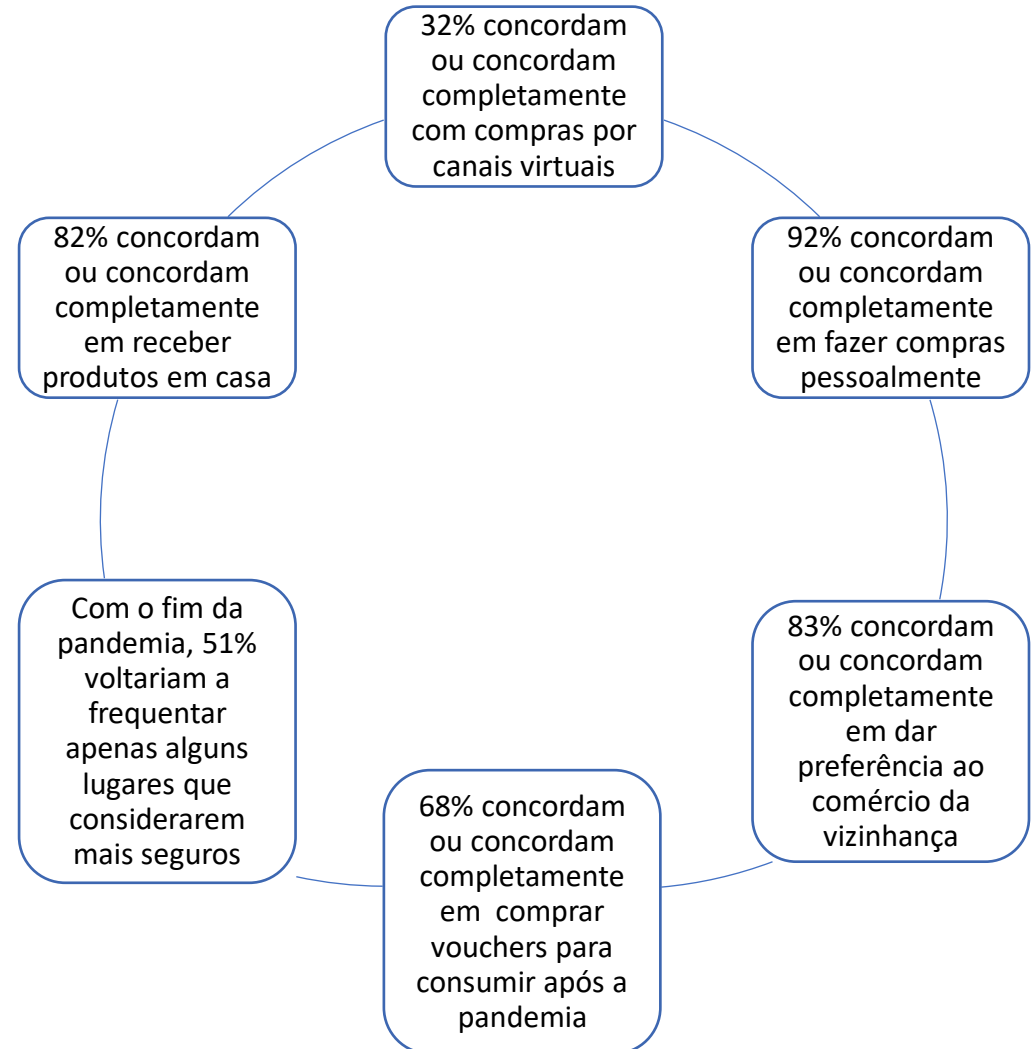 32% concordam
ou concordam
completamente
com compras por
canais virtuais
92% concordam
ou concordam
completamente
em fazer compras
pessoalmente
83% concordam
ou concordam
completamente
em dar
preferência ao
comércio da
vizinhança
68% concordam
ou concordam
completamente
em comprar
vouchers para
consumir após a
pandemia
Com o fim da
pandemia, 51%
voltariam a
frequentar
apenas alguns
lugares que
considerarem
mais seguros
82% concordam
ou concordam
completamente
em receber
produtos em casa